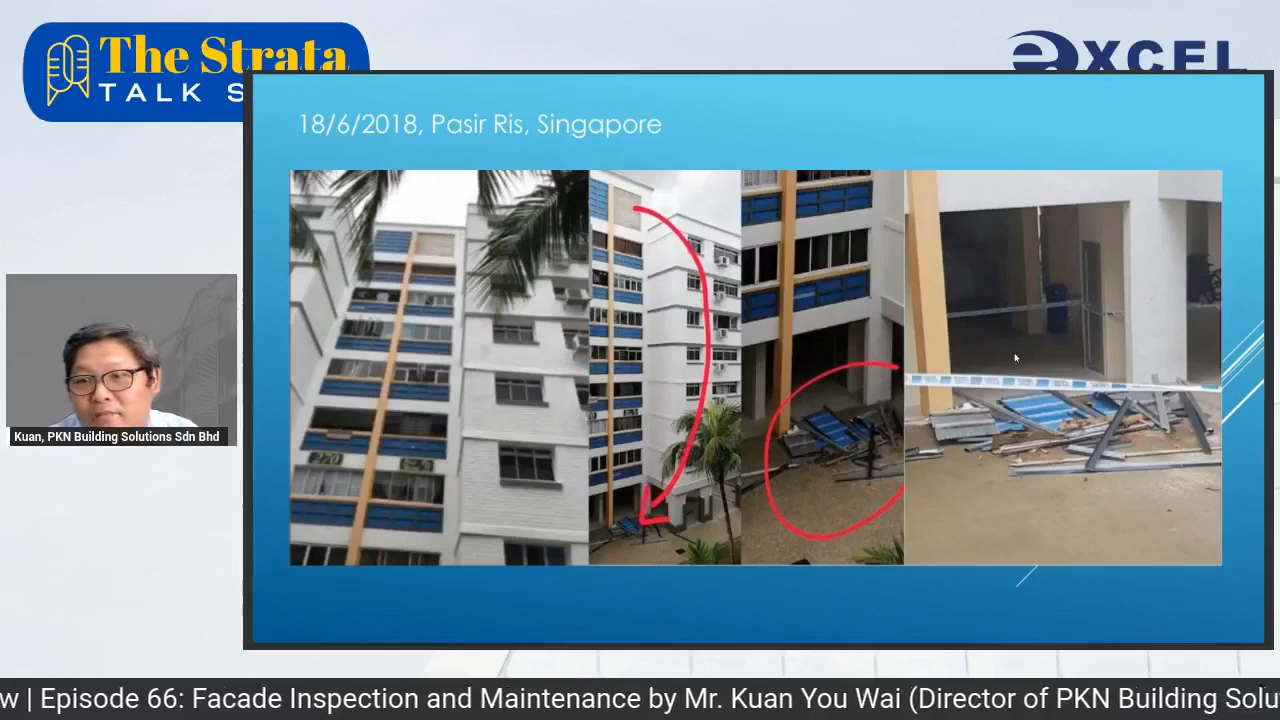 The Strata
TALK S
EXCEL
18/6/2018, Pasir Ris, Singapore
Kuan, PKN Building Solutions Sdn Bhd
w | Episode 66: Facade Inspection and Maintenance by Mr. Kuan You Wai (Director of PKN Building Solu